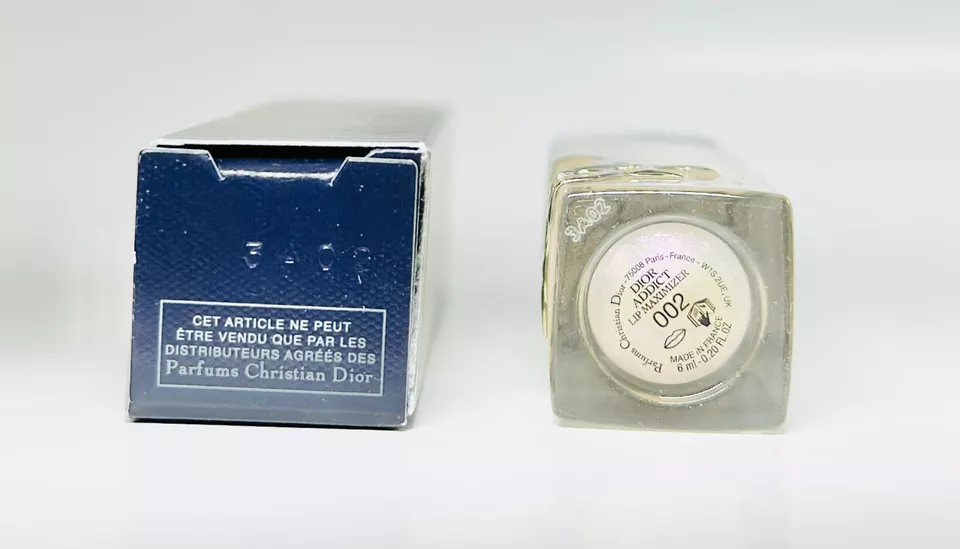 3A02
CET ARTICLE NE PEUT
ÊTRE VENDU QUE PAR LES
DISTRIBUTEURS AGRÉÉS DES
Parfums Christian Dior
3A02
Parfums Christian Dior - 75008 Paris - France - W1S 2UE, UK
DIOR
ADDICT
LIP MAXIMIZER
002
MADE IN FRANCE
6 ml - 0.20 FL OZ